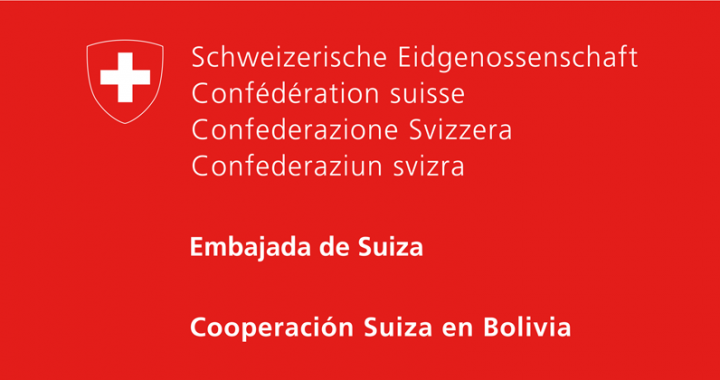 Schweizerische Eidgenossenschaft
Confédération suisse
Confederazione Svizzera
Confederaziun svizra
Embajada de Suiza
Cooperación Suiza en Bolivia